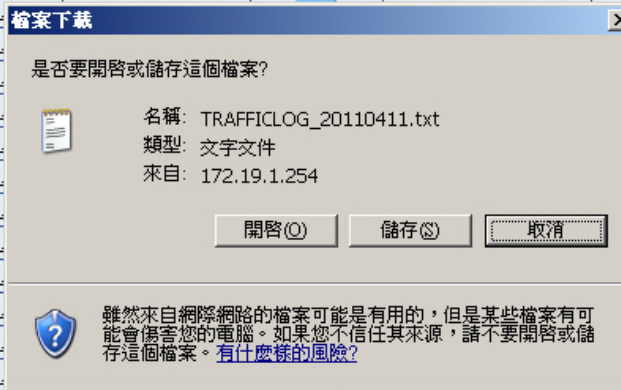 檔案下載
是否要開啓或儲存這個檔案?
名稱: TRAFFICLOG_20110411.txt
類型: 文字文件
來自: 172.19.1.254
開啓(O) 儲存(S) 取消
雖然來自網際網路的檔案可能是有用的，但是某些檔案有可
能會傷害您的電腦。如果您不信任其來源，請不要開啓或儲
存這個檔案。有什麼樣的風險?